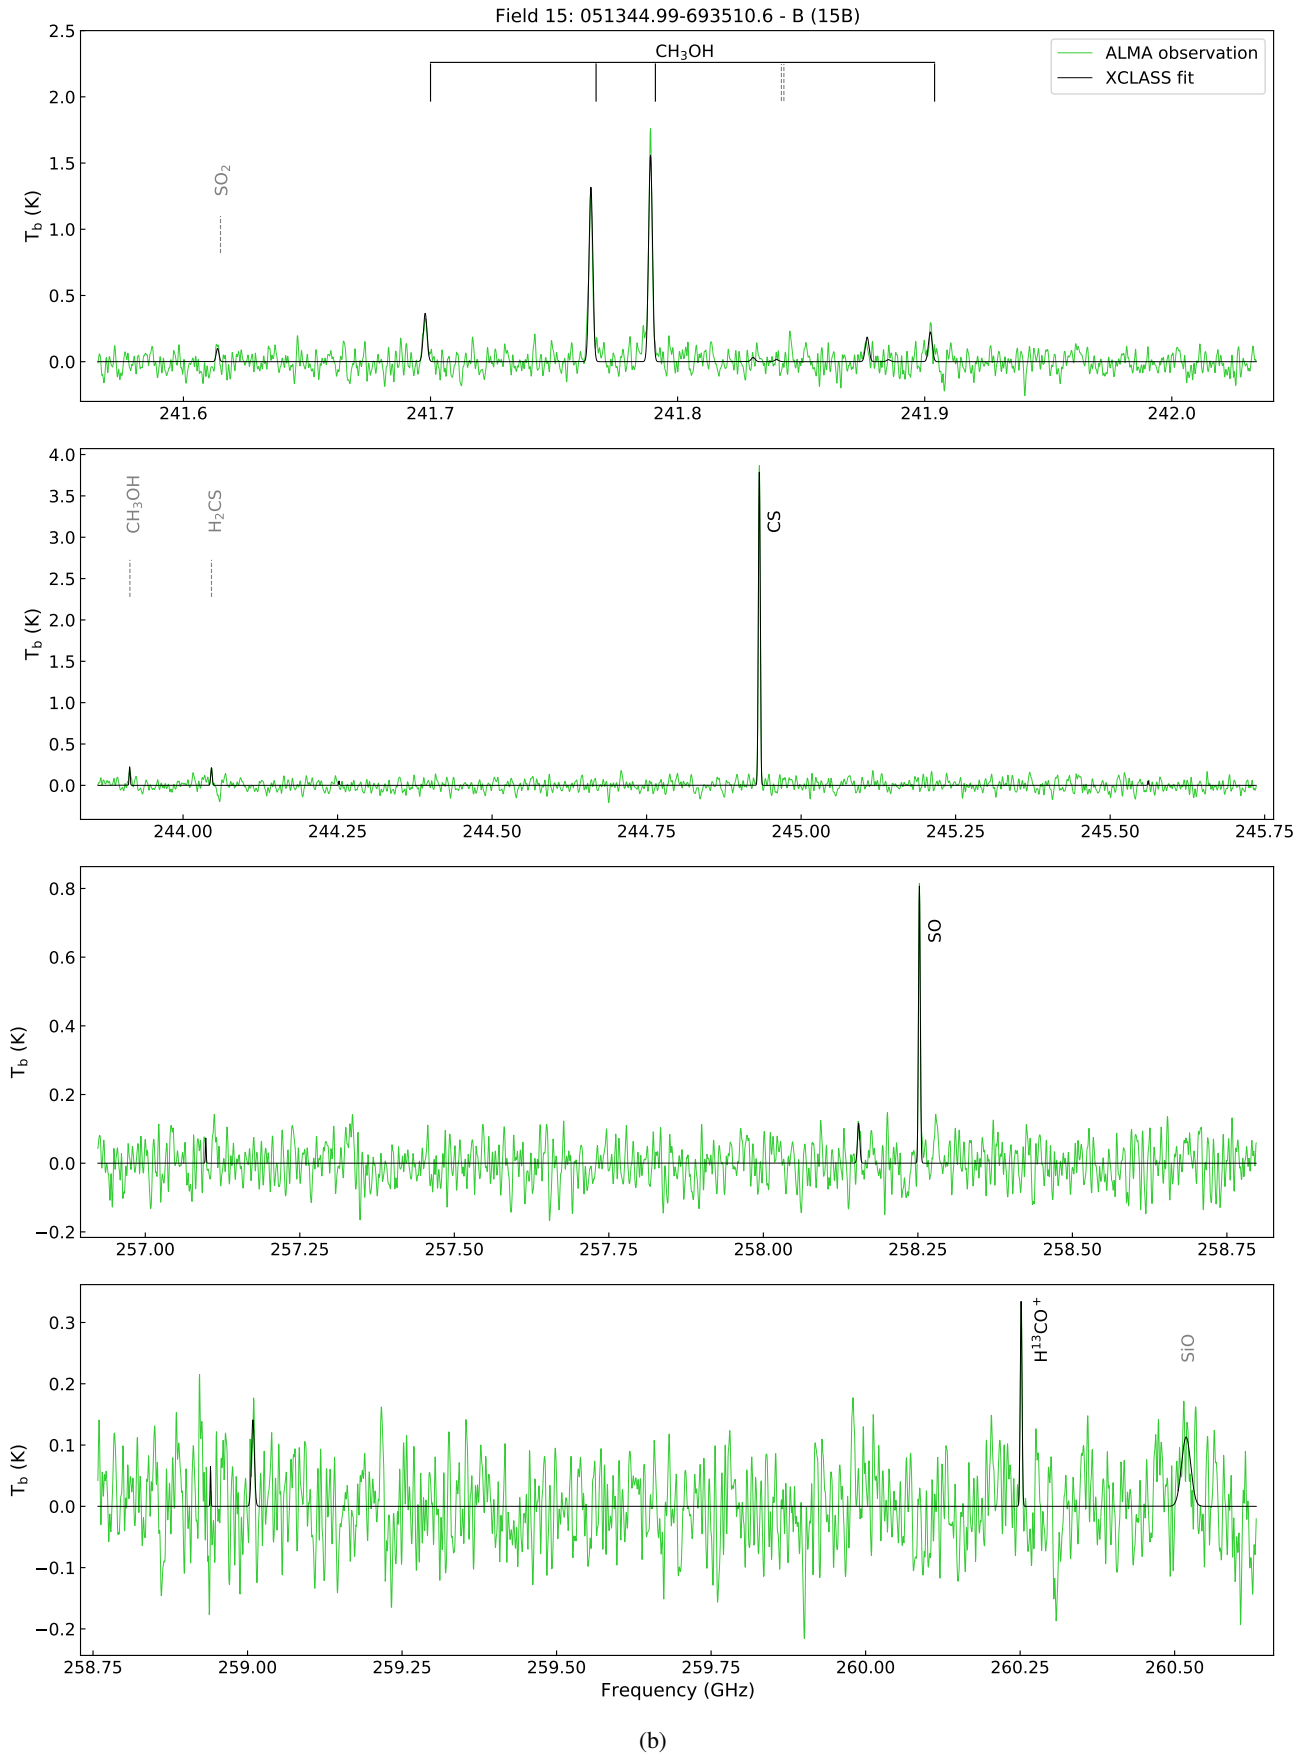 Field 15: 051344.99-693510.6 - B (15B)
2.5
2.0
1.5
1.0
0.5
0.0
T_b (K)
CH₃OH
SO₂
ALMA observation
XCLASS fit
241.6 241.7 241.8 241.9 242.0
4.0
3.5
3.0
2.5
2.0
1.5
1.0
0.5
0.0
T_b (K)
CH₃OH
H₂CS
CS
244.00 244.25 244.50 244.75 245.00 245.25 245.50 245.75
0.8
0.6
0.4
0.2
0.0
−0.2
T_b (K)
SO
257.00 257.25 257.50 257.75 258.00 258.25 258.50 258.75
0.3
0.2
0.1
0.0
−0.1
−0.2
T_b (K)
H¹³CO⁺
SiO
258.75 259.00 259.25 259.50 259.75 260.00 260.25 260.50
Frequency (GHz)
(b)